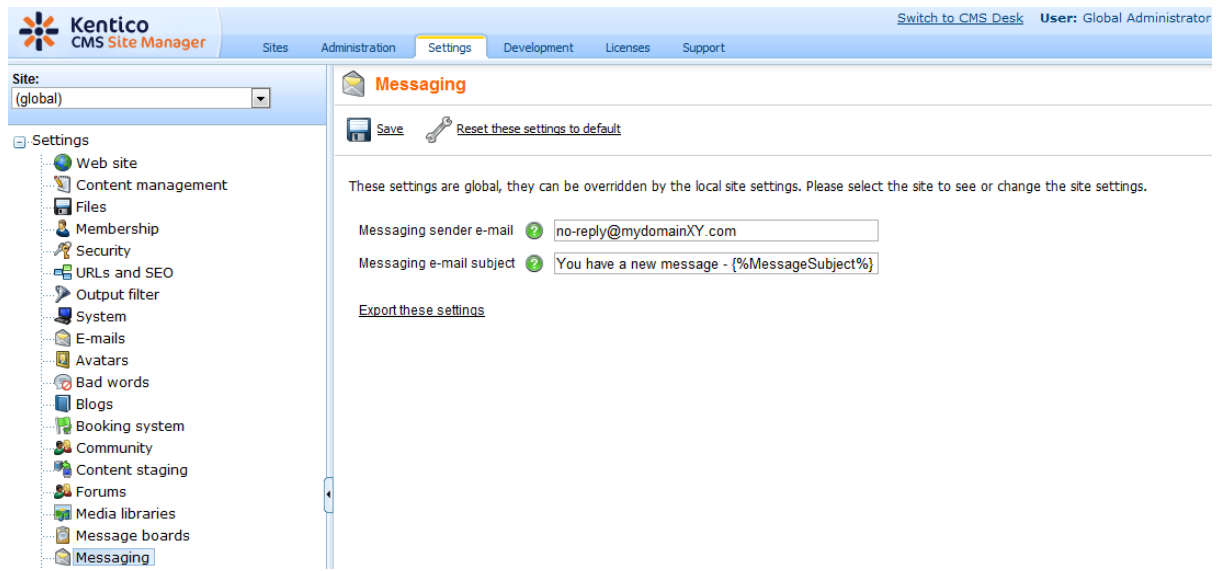 Kentico
CMS Site Manager
Switch to CMS Desk User: Global Administrator
Sites Administration Settings Development Licenses Support
Site:
(global)
Settings
Web site
Content management
Files
Membership
Security
URLs and SEO
Output filter
System
E-mails
Avatars
Bad words
Blogs
Booking system
Community
Content staging
Forums
Media libraries
Message boards
Messaging
Messaging
Save Reset these settings to default
These settings are global, they can be overridden by the local site settings. Please select the site to see or change the site settings.
Messaging sender e-mail ? no-reply@mydomainXY.com
Messaging e-mail subject ? You have a new message - {%MessageSubject%}
Export these settings